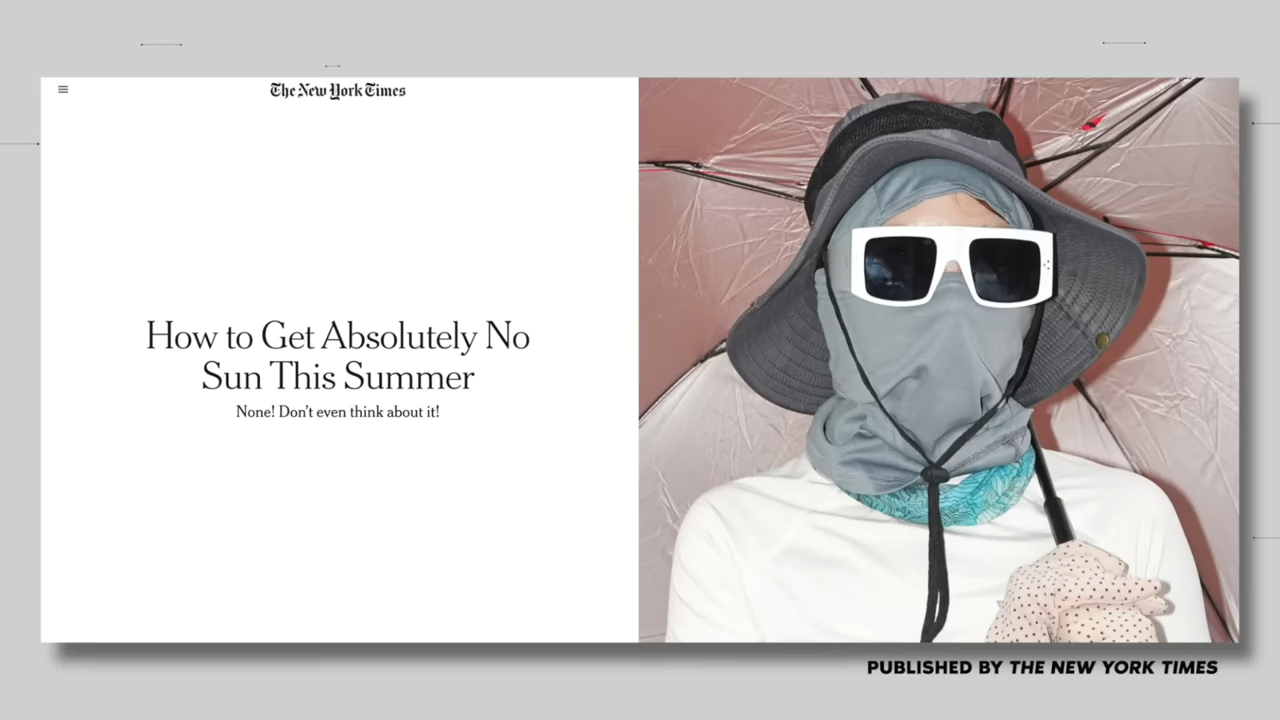 The New York Times
How to Get Absolutely No
Sun This Summer
None! Don’t even think about it!
PUBLISHED BY THE NEW YORK TIMES